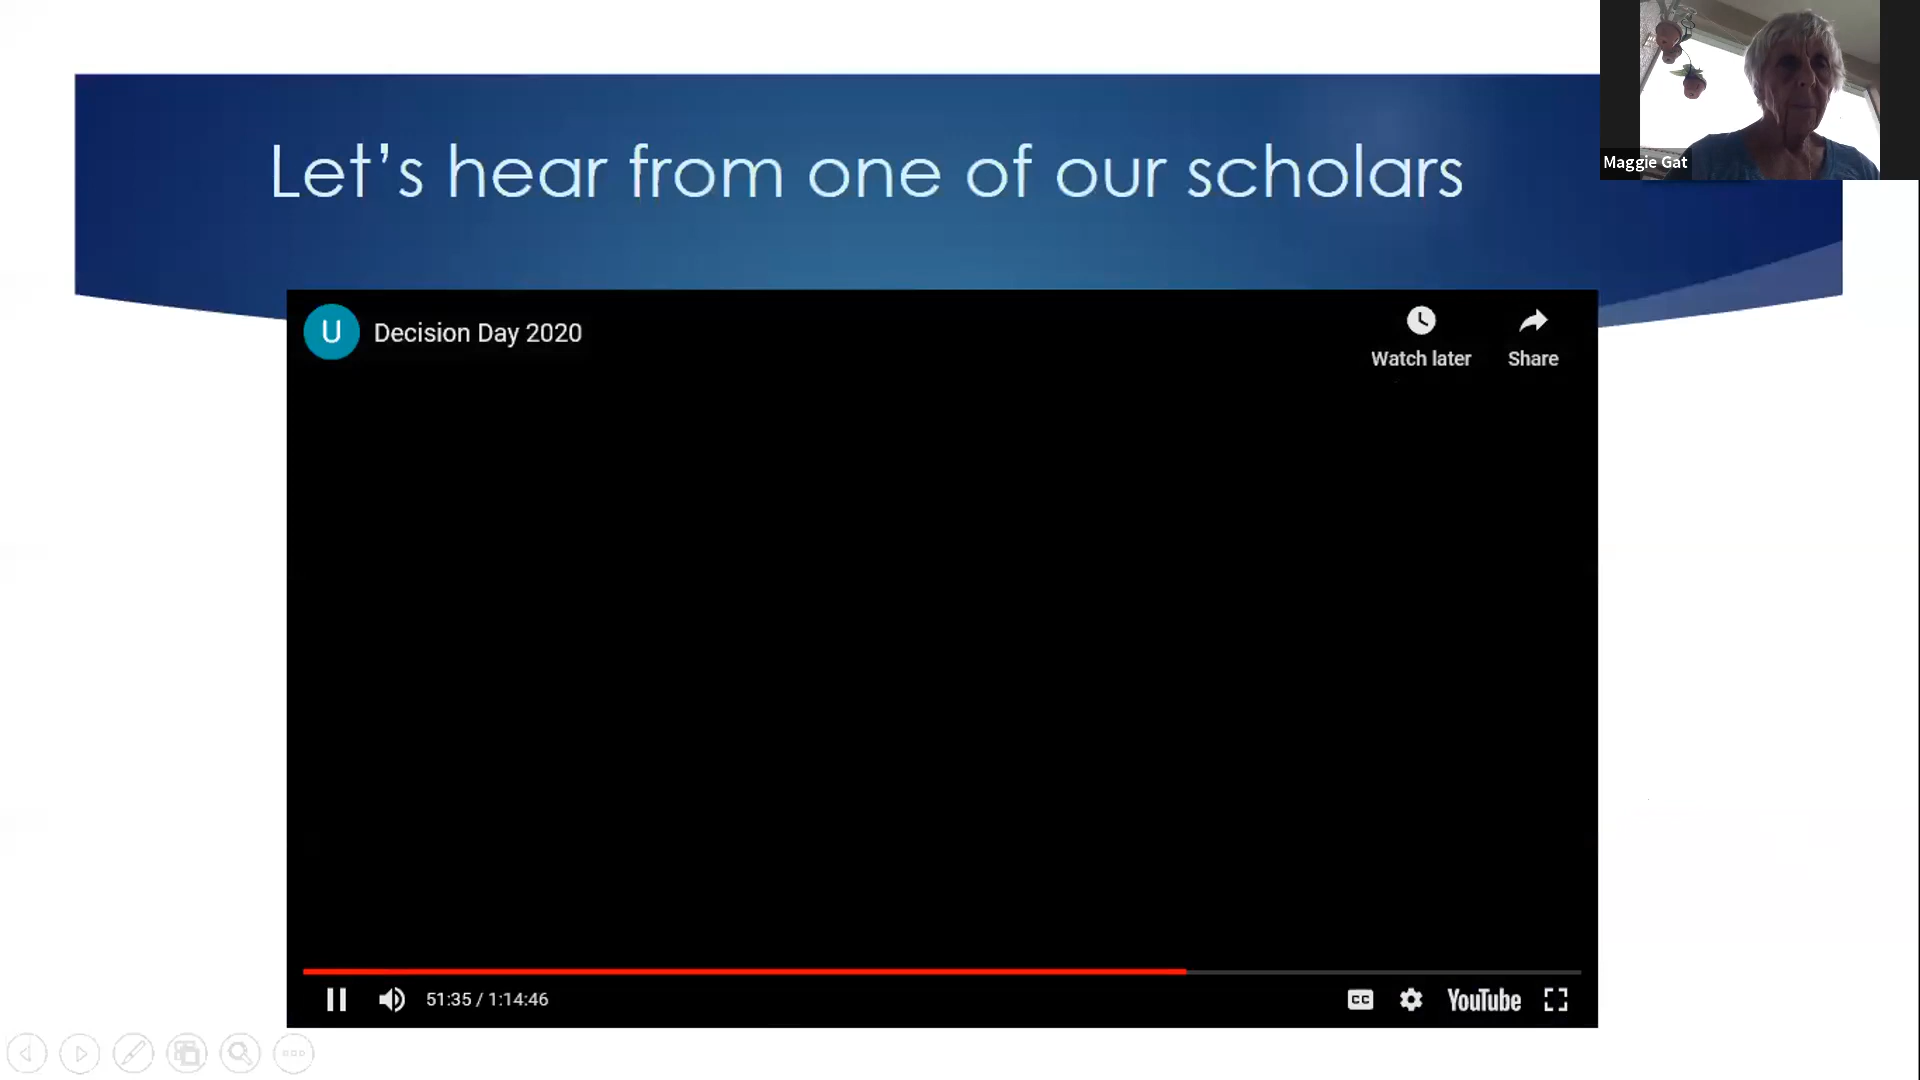 Let’s hear from one of our scholars
Maggie Gat
U
Decision Day 2020
Watch later
Share
51:35 / 1:14:46
CC
YouTube